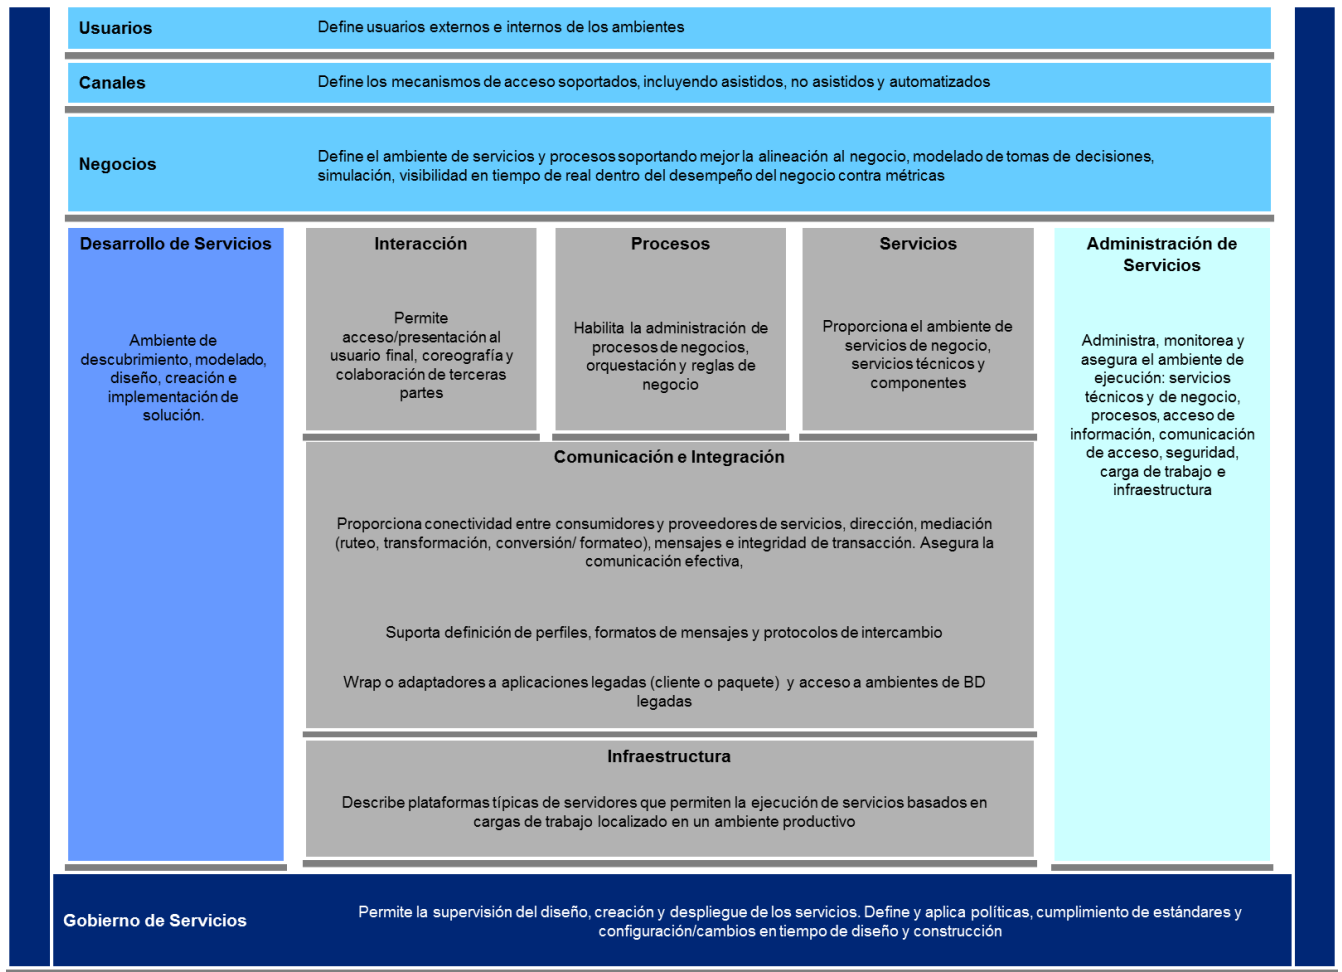 Usuarios
Define usuarios externos e internos de los ambientes
Canales
Define los mecanismos de acceso soportados, incluyendo asistidos, no asistidos y automatizados
Negocios
Define el ambiente de servicios y procesos soportando mejor la alineación al negocio, modelado de tomas de decisiones,
simulación, visibilidad en tiempo de real dentro del desempeño del negocio contra métricas
Desarrollo de Servicios
Ambiente de
descubrimiento, modelado,
diseño, creación e
implementación de
solución.
Interacción
Permite
acceso/presentación al
usuario final, coreografía y
colaboración de terceras
partes
Procesos
Habilita la administración de
procesos de negocios,
orquestación y reglas de
negocio
Servicios
Proporciona el ambiente de
servicios de negocio,
servicios técnicos y
componentes
Administración de
Servicios
Administra, monitorea y
asegura el ambiente de
ejecución: servicios
técnicos y de negocio,
procesos, acceso de
información, comunicación
de acceso, seguridad,
carga de trabajo e
infraestructura
Comunicación e Integración
Proporciona conectividad entre consumidores y proveedores de servicios, dirección, mediación
(ruteo, transformación, conversión/ formateo), mensajes e integridad de transacción. Asegura la
comunicación efectiva,
Suporta definición de perfiles, formatos de mensajes y protocolos de intercambio
Wrap o adaptadores a aplicaciones legadas (cliente o paquete) y acceso a ambientes de BD
legadas
Infraestructura
Describe plataformas típicas de servidores que permiten la ejecución de servicios basados en
cargas de trabajo localizado en un ambiente productivo
Gobierno de Servicios
Permite la supervisión del diseño, creación y despliegue de los servicios. Define y aplica políticas, cumplimiento de estándares y
configuración/cambios en tiempo de diseño y construcción